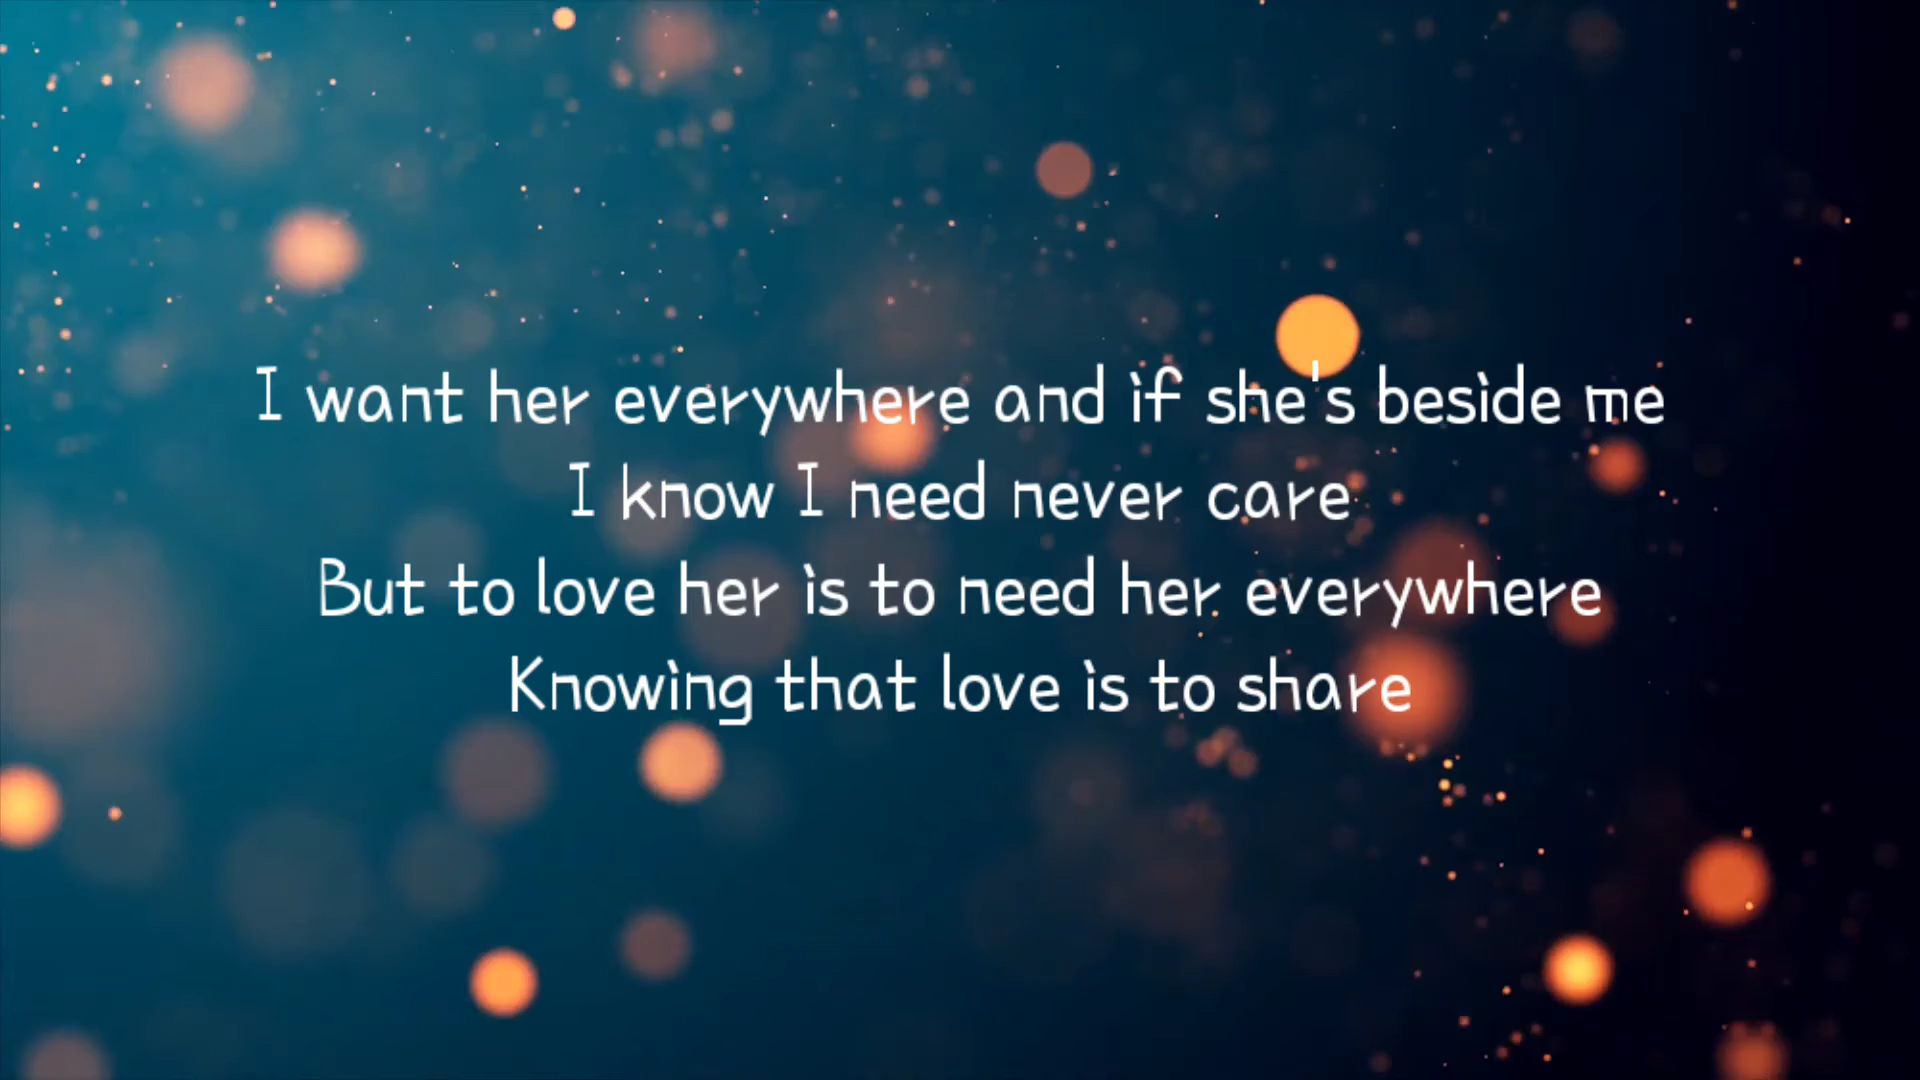 I want her everywhere and if she's beside me
I know I need never care
But to love her is to need her everywhere
Knowing that love is to share